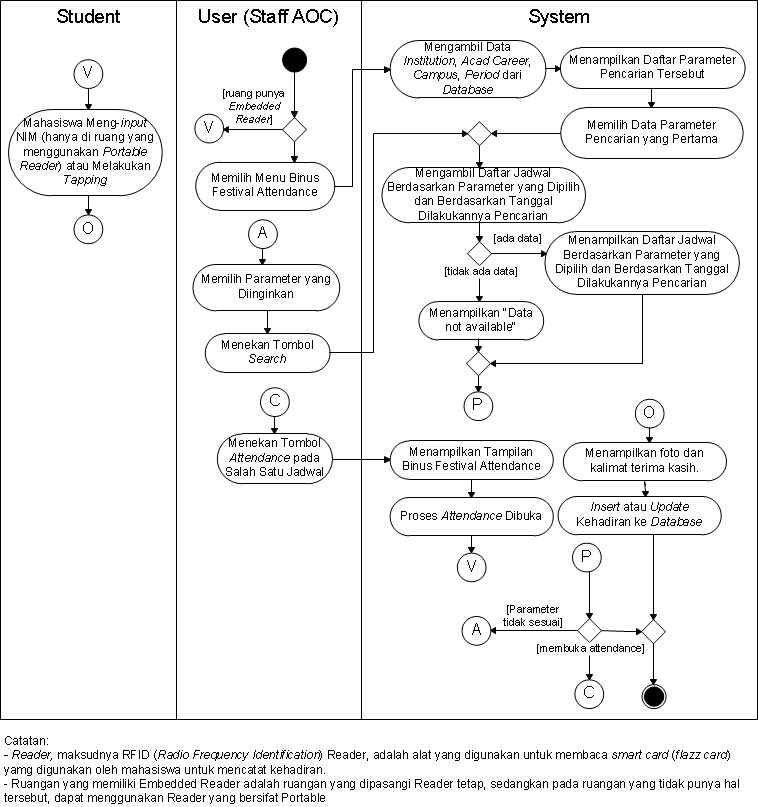 Student
User (Staff AOC)
System
V
Mahasiswa Meng-input
NIM (hanya di ruang yang
menggunakan Portable
Reader) atau Melakukan
Tapping
O
[ruang punya
Embedded
Reader]
V
Memilih Menu Binus
Festival Attendance
A
Memilih Parameter yang
Diinginkan
Menekan Tombol
Search
C
Menekan Tombol
Attendance pada
Salah Satu Jadwal
Mengambil Data
Institution, Acad Career,
Campus, Period dari
Database
Menampilkan Daftar Parameter
Pencarian Tersebut
Memilih Data Parameter
Pencarian yang Pertama
Mengambil Daftar Jadwal
Berdasarkan Parameter yang Dipilih
dan Berdasarkan Tanggal
Dilakukannya Pencarian
[ada data]
[tidak ada data]
Menampilkan Daftar Jadwal
Berdasarkan Parameter yang
Dipilih dan Berdasarkan Tanggal
Dilakukannya Pencarian
Menampilkan "Data
not available"
P
Menampilkan Tampilan
Binus Festival Attendance
Proses Attendance Dibuka
V
O
Menampilkan foto dan
kalimat terima kasih.
Insert atau Update
Kehadiran ke Database
P
[Parameter
tidak sesuai]
A
[membuka attendance]
C
Catatan:
- Reader, maksudnya RFID (Radio Frequency Identification) Reader, adalah alat yang digunakan untuk membaca smart card (flazz card)
yamg digunakan oleh mahasiswa untuk mencatat kehadiran.
- Ruangan yang memiliki Embedded Reader adalah ruangan yang dipasangi Reader tetap, sedangkan pada ruangan yang tidak punya hal
tersebut, dapat menggunakan Reader yang bersifat Portable